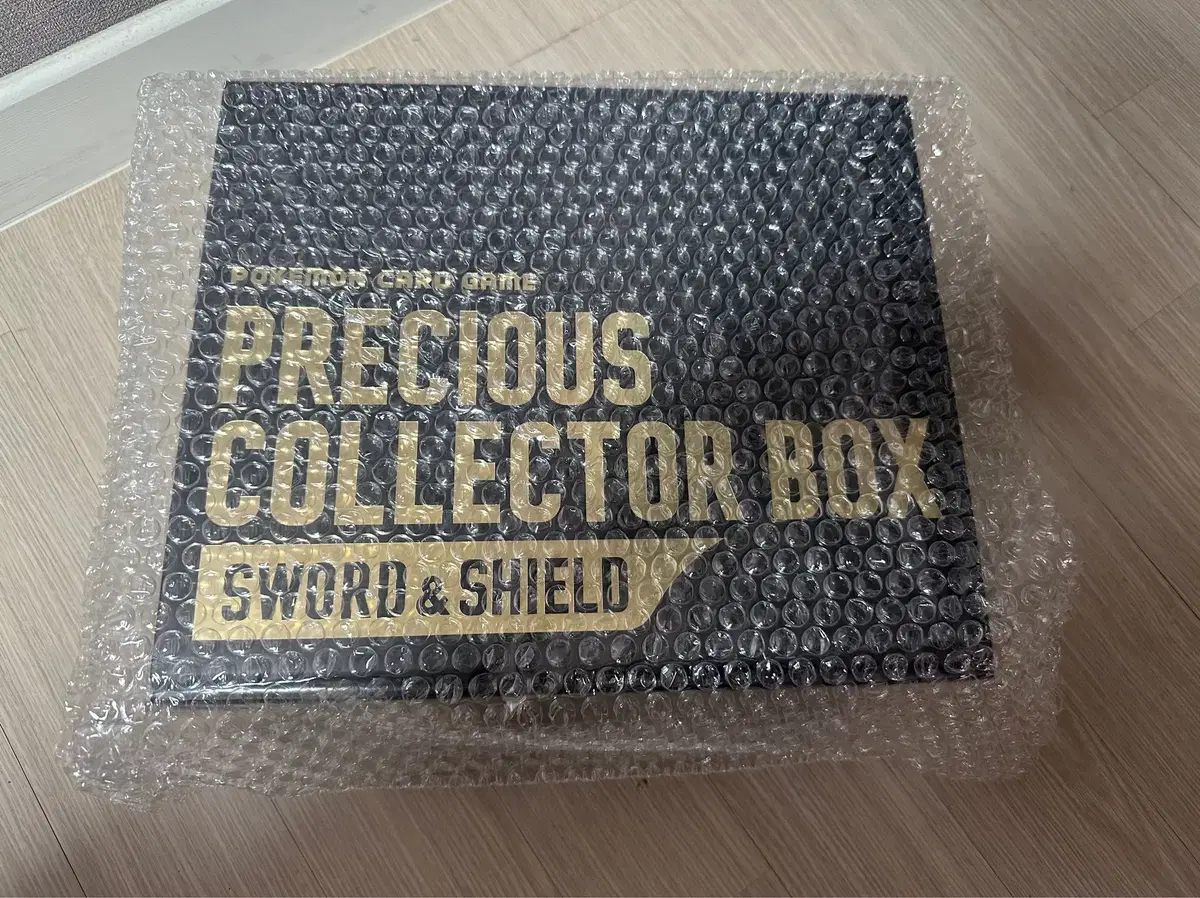 POKEMON CARD GAME
PRECIOUS
COLLECTOR BOX
SWORD & SHIELD